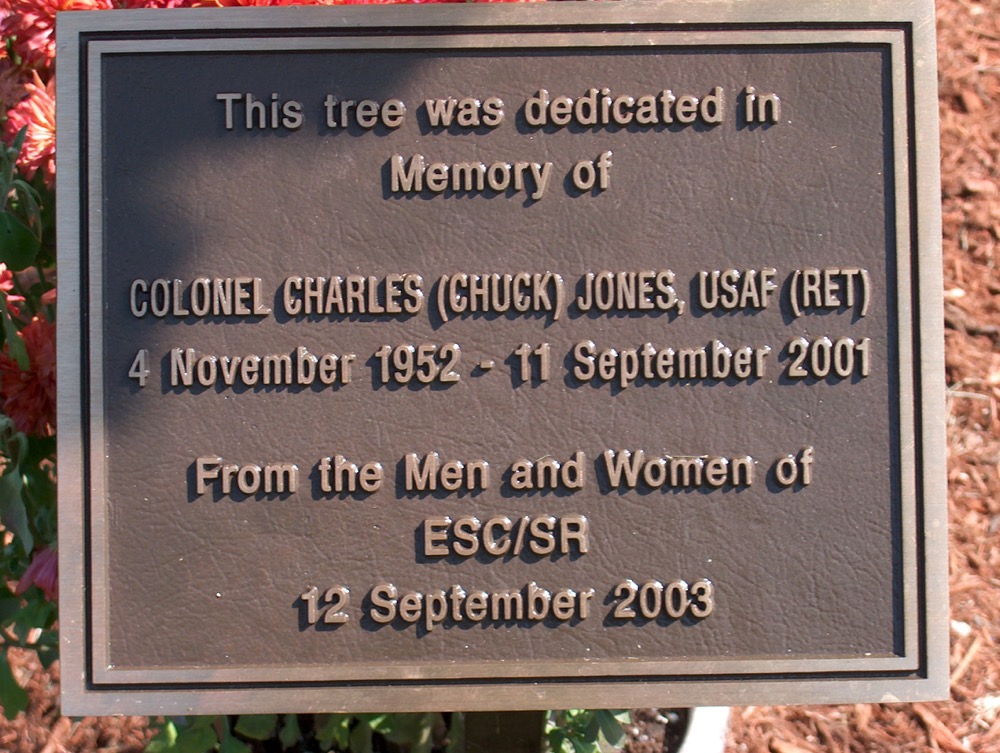 This tree was dedicated in
Memory of
COLONEL CHARLES (CHUCK) JONES, USAF (RET)
4 November 1952 - 11 September 2001
From the Men and Women of
ESC/SR
12 September 2003